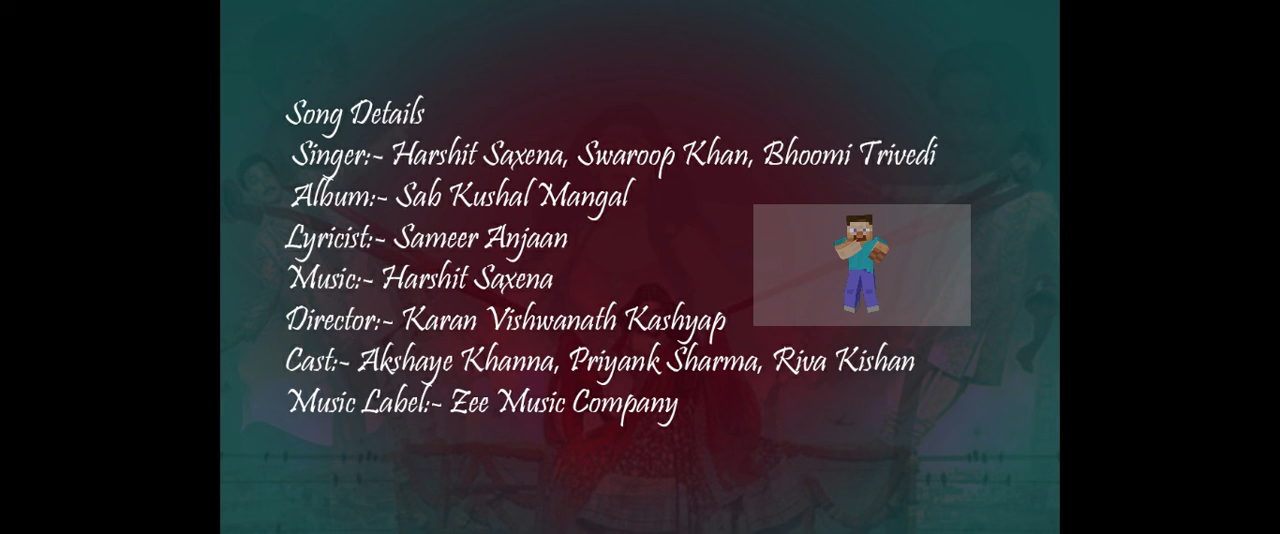 Song Details
Singer:- Harshit Saxena, Swaroop Khan, Bhoomi Trivedi
Album:- Sab Kushal Mangal
Lyricist:- Sameer Anjaan
Music:- Harshit Saxena
Director:- Karan Vishwanath Kashyap
Cast:- Akshaye Khanna, Priyank Sharma, Riva Kishan
Music Label:- Zee Music Company